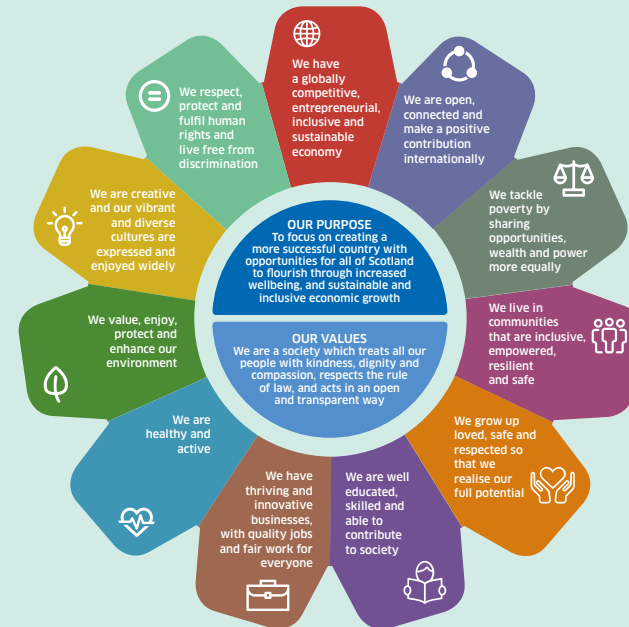 We have
a globally
competitive,
entrepreneurial,
inclusive and
sustainable
economy
We are open,
connected and
make a positive
contribution
internationally
We tackle
poverty by
sharing
opportunities,
wealth and power
more equally
We live in
communities
that are inclusive,
empowered,
resilient
and safe
We grow up
loved, safe and
respected so
that we
realise our
full potential
We are well
educated,
skilled and
able to
contribute
to society
We have
thriving and
innovative
businesses,
with quality jobs
and fair work for
everyone
We are
healthy and
active
We value, enjoy,
protect and
enhance our
environment
We are creative
and our vibrant
and diverse
cultures are
expressed and
enjoyed widely
We respect,
protect and
fulfil human
rights and
live free from
discrimination
OUR PURPOSE
To focus on creating a
more successful country with
opportunities for all of Scotland
to flourish through increased
wellbeing, and sustainable and
inclusive economic growth
OUR VALUES
We are a society which treats all our
people with kindness, dignity and
compassion, respects the rule
of law, and acts in an open
and transparent way